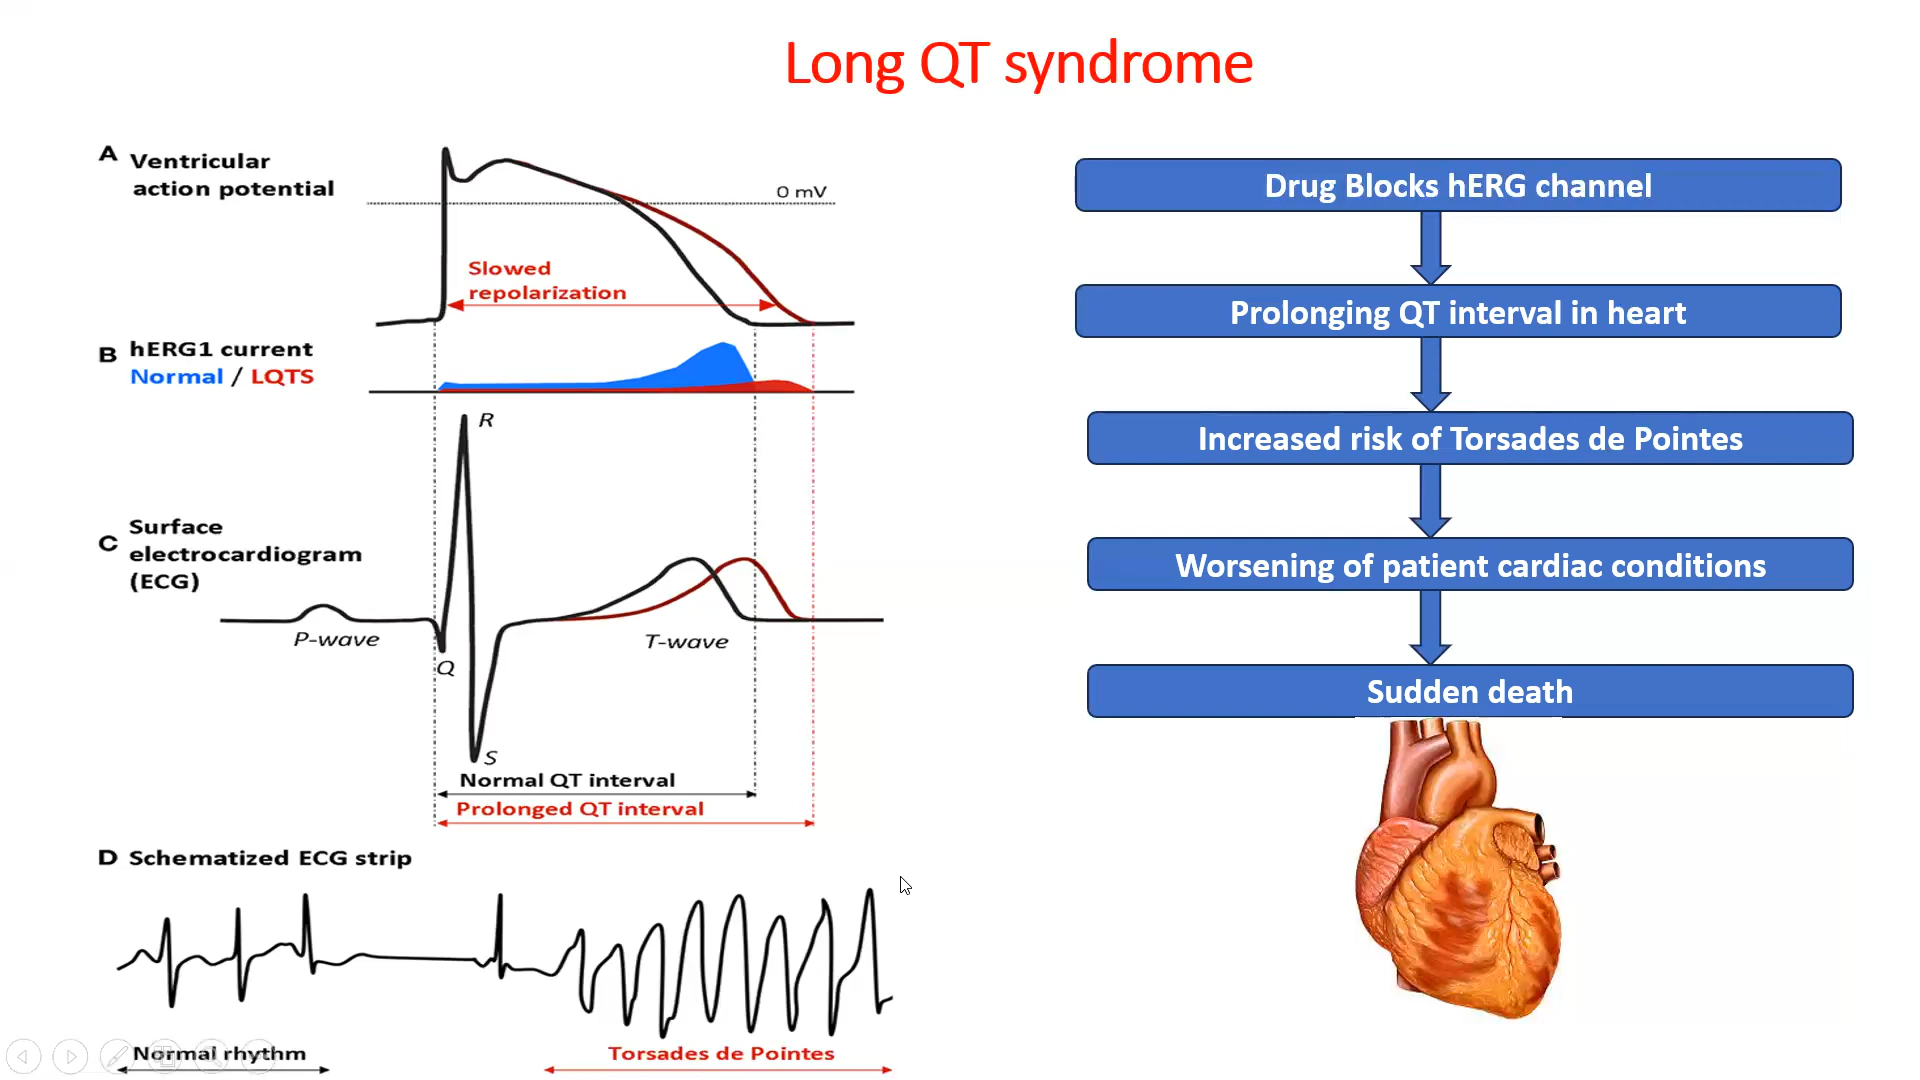 Long QT syndrome
A Ventricular
action potential
0 mV
Slowed
repolarization
B hERG1 current
Normal / LQTS
R
C Surface
electrocardiogram
(ECG)
P-wave
Q
T-wave
S
Normal QT interval
Prolonged QT interval
D Schematized ECG strip
Normal rhythm
Torsades de Pointes
Drug Blocks hERG channel
Prolonging QT interval in heart
Increased risk of Torsades de Pointes
Worsening of patient cardiac conditions
Sudden death